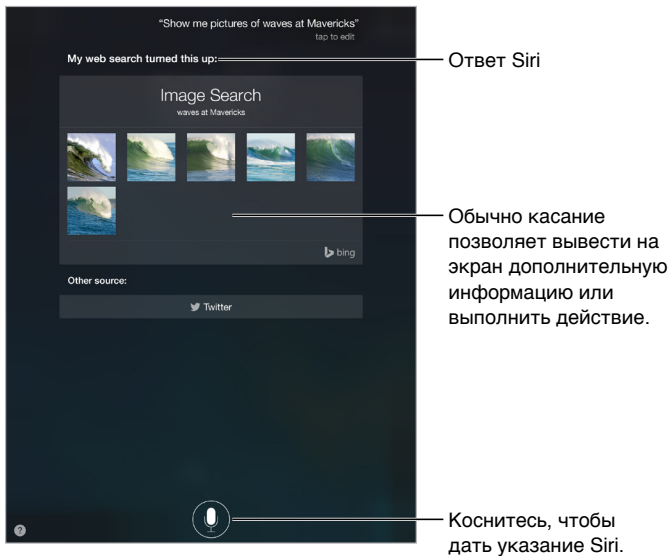 “Show me pictures of waves at Mavericks”
tap to edit
My web search turned this up:
Ответ Siri
Image Search
waves at Mavericks
Обычно касание
позволяет вывести на
экран дополнительную
информацию или
выполнить действие.
bing
Other source:
Twitter
?
Коснитесь, чтобы
дать указание Siri.